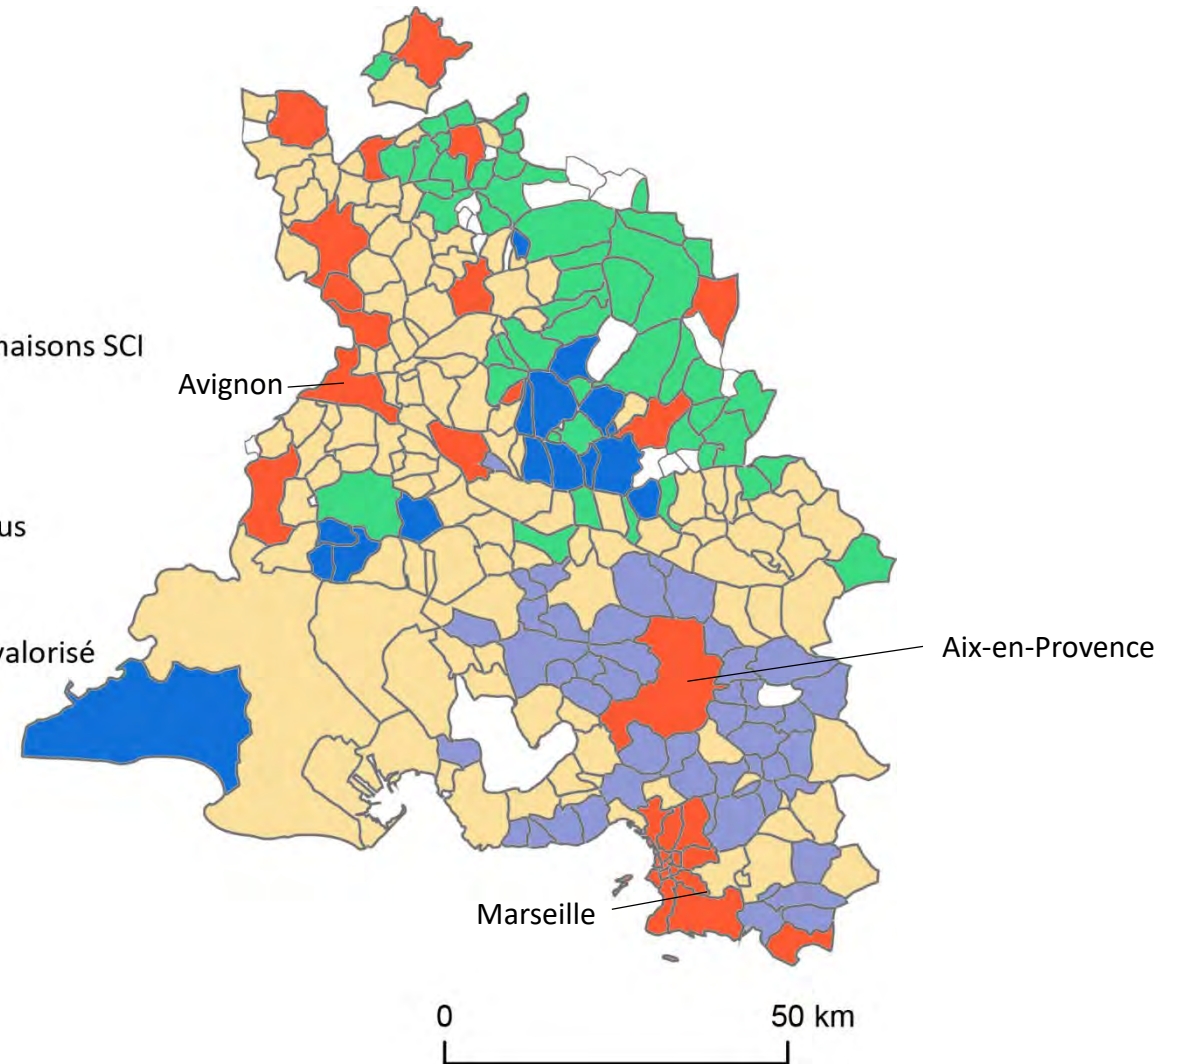 naisons SCI
Avignon
us
valorisé
Aix-en-Provence
Marseille
0 50 km